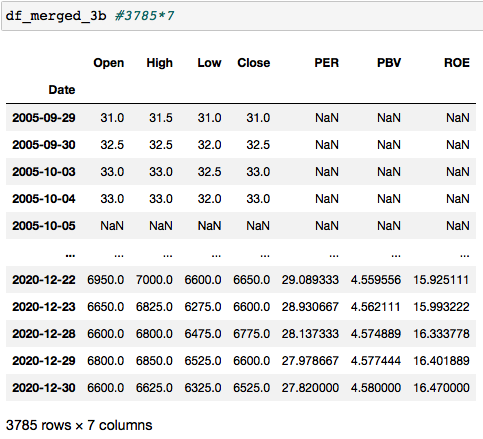 df_merged_3b #3785*7
Open High Low Close PER PBV ROE
Date
2005-09-29 31.0 31.5 31.0 31.0 NaN NaN NaN
2005-09-30 32.5 32.5 32.0 32.5 NaN NaN NaN
2005-10-03 33.0 33.0 32.5 33.0 NaN NaN NaN
2005-10-04 33.0 33.0 32.0 33.0 NaN NaN NaN
2005-10-05 NaN NaN NaN NaN NaN NaN NaN
... ... ... ... ... ... ... ...
2020-12-22 6950.0 7000.0 6600.0 6650.0 29.089333 4.559556 15.925111
2020-12-23 6650.0 6825.0 6275.0 6600.0 28.930667 4.562111 15.993222
2020-12-28 6600.0 6800.0 6475.0 6775.0 28.137333 4.574889 16.333778
2020-12-29 6800.0 6850.0 6525.0 6600.0 27.978667 4.577444 16.401889
2020-12-30 6600.0 6625.0 6325.0 6525.0 27.820000 4.580000 16.470000
3785 rows × 7 columns